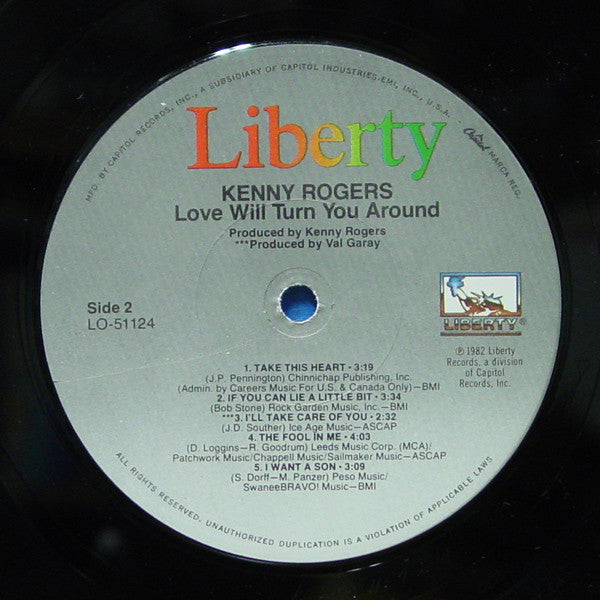 MFD. BY CAPITOL RECORDS, INC., A SUBSIDIARY OF CAPITOL INDUSTRIES-EMI, INC., U.S.A.
Capitol MARCA REG.
Liberty
KENNY ROGERS
Love Will Turn You Around
Produced by Kenny Rogers
***Produced by Val Garay
Side 2
LO-51124
LIBERTY®
℗ 1982 Liberty
Records, a division
of Capitol
Records, Inc.
1. TAKE THIS HEART • 3:19
(J.P. Pennington) Chinnichap Publishing, Inc.
(Admin. by Careers Music For U.S. & Canada Only)—BMI
2. IF YOU CAN LIE A LITTLE BIT • 3:34
(Bob Stone) Rock Garden Music, Inc.—BMI
***3. I'LL TAKE CARE OF YOU • 2:32
(J.D. Souther) Ice Age Music—ASCAP
4. THE FOOL IN ME • 4:03
(D. Loggins—R. Goodrum) Leeds Music Corp. (MCA)/
Patchwork Music/Chappell Music/Sailmaker Music—ASCAP
5. I WANT A SON • 3:09
(S. Dorff—M. Panzer) Peso Music/
SwaneeBRAVO! Music—BMI
ALL RIGHTS RESERVED. UNAUTHORIZED DUPLICATION IS A VIOLATION OF APPLICABLE LAWS